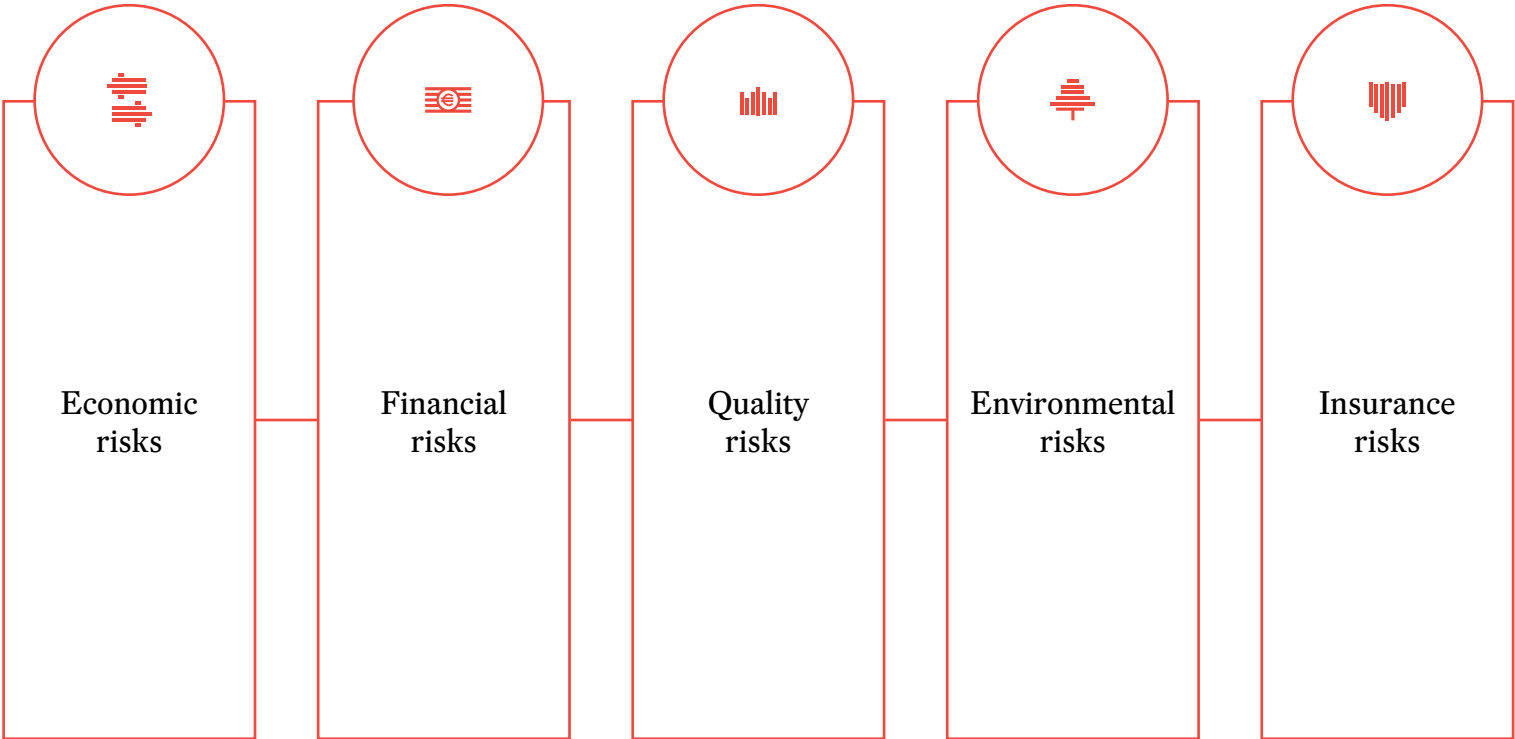 Economic
risks
Financial
risks
Quality
risks
Environmental
risks
Insurance
risks